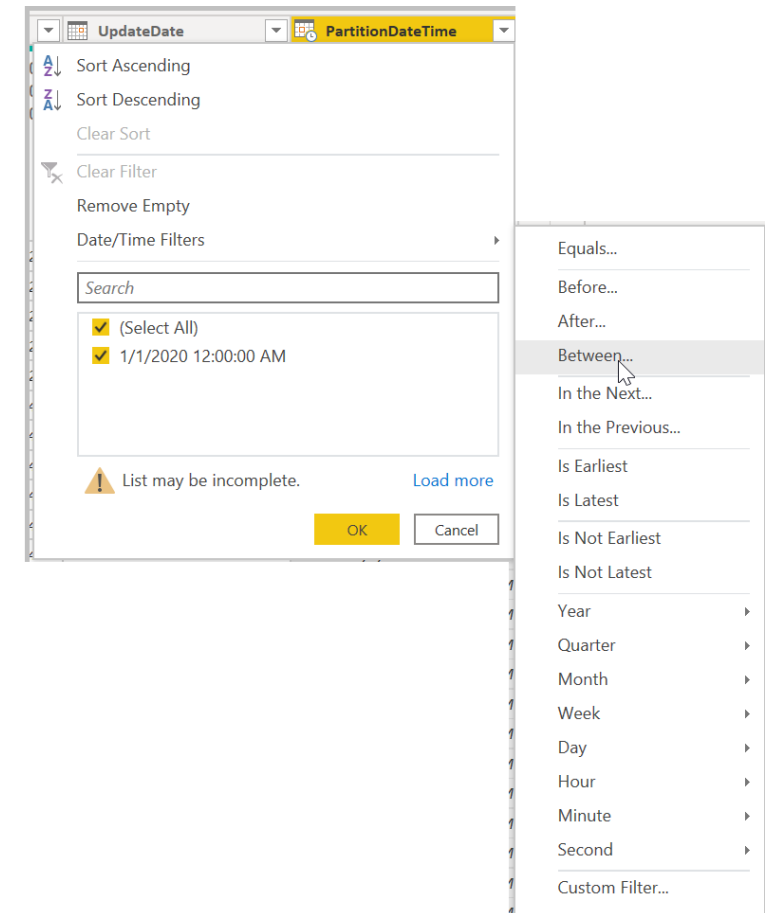 UpdateDate
PartitionDateTime
Sort Ascending
Sort Descending
Clear Sort
Clear Filter
Remove Empty
Date/Time Filters
Search
(Select All)
1/1/2020 12:00:00 AM
List may be incomplete.
Load more
OK
Cancel
Equals...
Before...
After...
Between...
In the Next...
In the Previous...
Is Earliest
Is Latest
Is Not Earliest
Is Not Latest
Year
Quarter
Month
Week
Day
Hour
Minute
Second
Custom Filter...